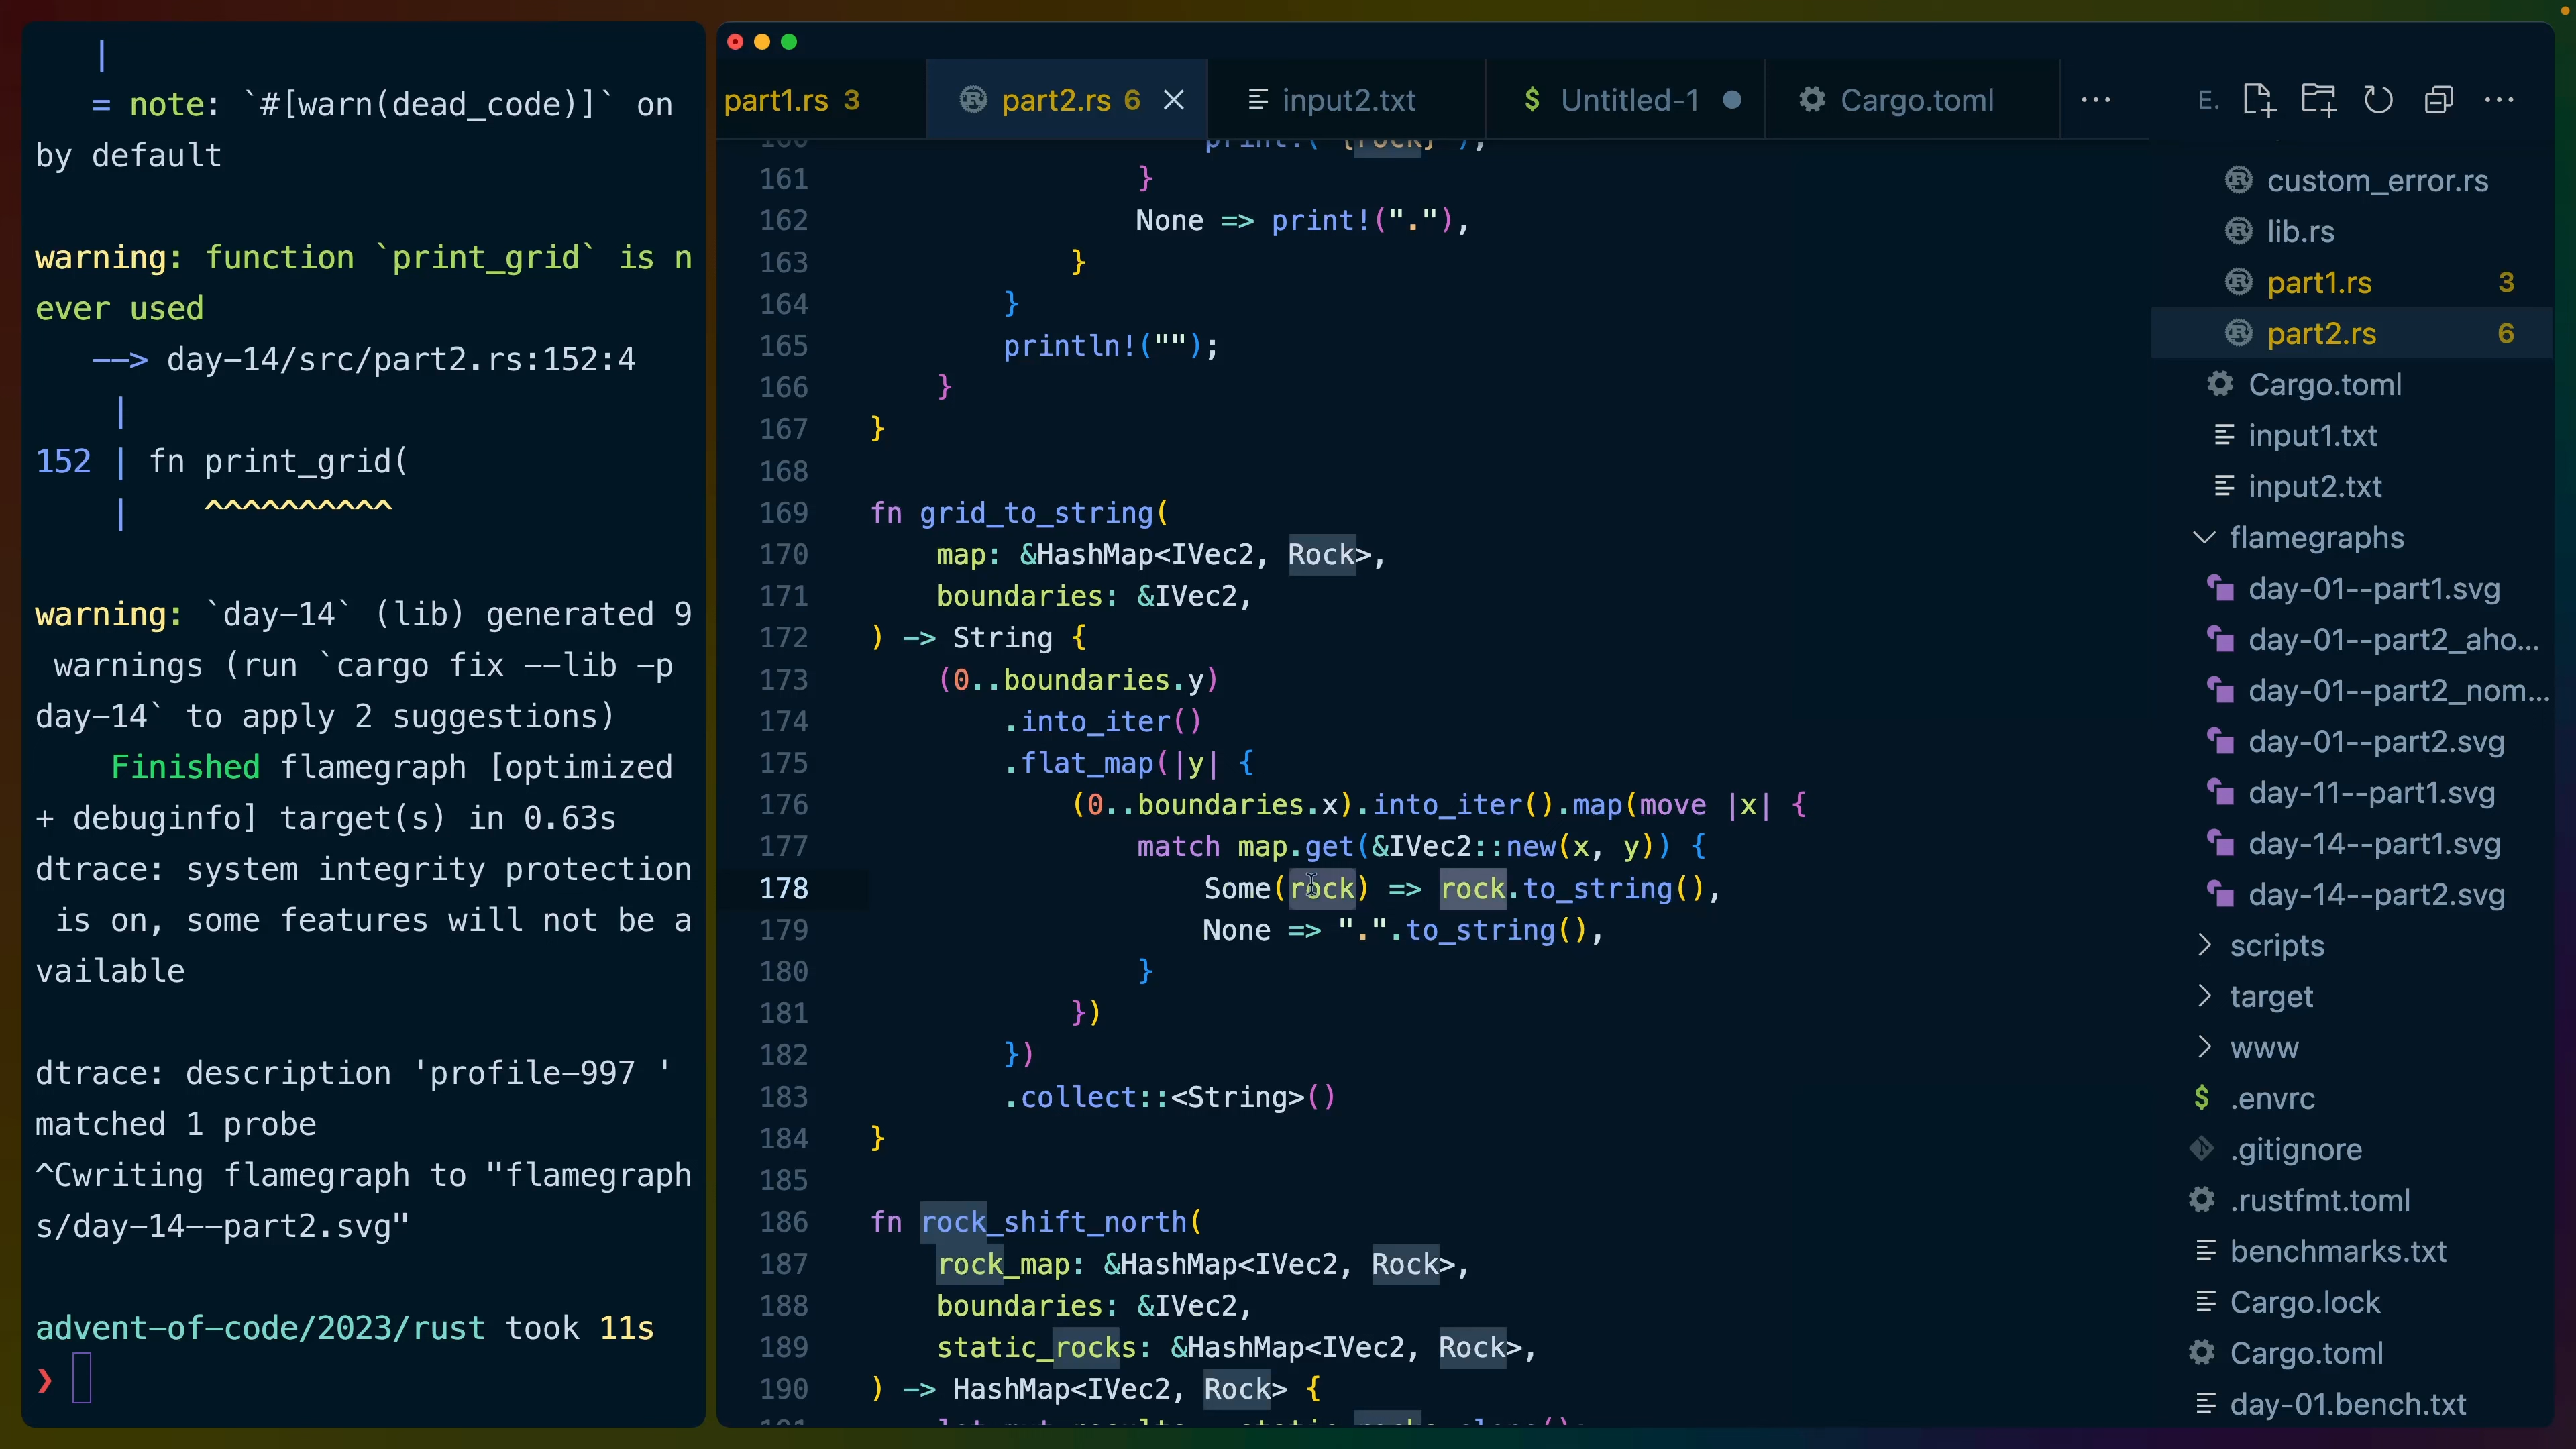 |
= note: `#[warn(dead_code)]` on
by default
warning: function `print_grid` is n
ever used
--> day-14/src/part2.rs:152:4
|
152 | fn print_grid(
| ^^^^^^^^^^
warning: `day-14` (lib) generated 9
warnings (run `cargo fix --lib -p
day-14` to apply 2 suggestions)
Finished flamegraph [optimized
+ debuginfo] target(s) in 0.63s
dtrace: system integrity protection
is on, some features will not be a
vailable
dtrace: description 'profile-997 '
matched 1 probe
^Cwriting flamegraph to "flamegraph
s/day-14--part2.svg"
advent-of-code/2023/rust took 11s
❯
part1.rs 3
part2.rs 6
input2.txt
$ Untitled-1
Cargo.toml
···
160 print!("{rock}");
161 }
162 None => print!("."),
163 }
164 }
165 println!("");
166 }
167 }
168
169 fn grid_to_string(
170 map: &HashMap<IVec2, Rock>,
171 boundaries: &IVec2,
172 ) -> String {
173 (0..boundaries.y)
174 .into_iter()
175 .flat_map(|y| {
176 (0..boundaries.x).into_iter().map(move |x| {
177 match map.get(&IVec2::new(x, y)) {
178 Some(rock) => rock.to_string(),
179 None => ".".to_string(),
180 }
181 })
182 })
183 .collect::<String>()
184 }
185
186 fn rock_shift_north(
187 rock_map: &HashMap<IVec2, Rock>,
188 boundaries: &IVec2,
189 static_rocks: &HashMap<IVec2, Rock>,
190 ) -> HashMap<IVec2, Rock> {
E.
···
custom_error.rs
lib.rs
part1.rs 3
part2.rs 6
Cargo.toml
input1.txt
input2.txt
flamegraphs
day-01--part1.svg
day-01--part2_aho...
day-01--part2_nom...
day-01--part2.svg
day-11--part1.svg
day-14--part1.svg
day-14--part2.svg
scripts
target
www
$ .envrc
.gitignore
.rustfmt.toml
benchmarks.txt
Cargo.lock
Cargo.toml
day-01.bench.txt